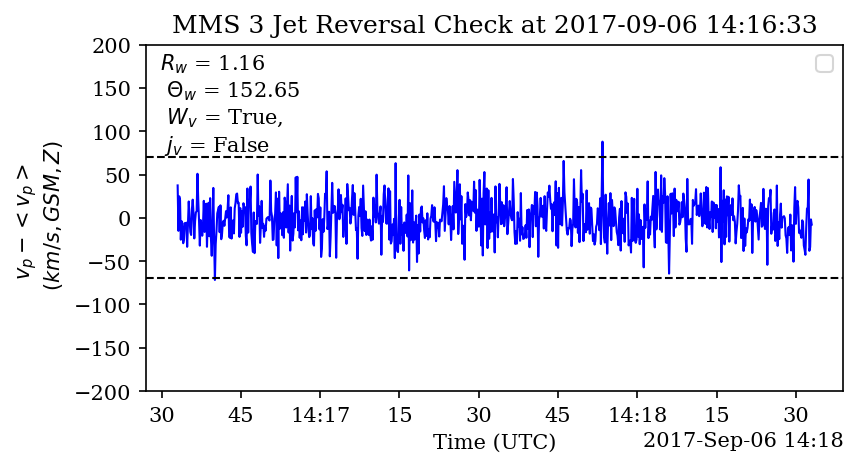 MMS 3 Jet Reversal Check at 2017-09-06 14:16:33
R_w = 1.16
Θ_w = 152.65
W_v = True,
j_v = False
v_p − < v_p >
(km/s, GSM, Z)
200
150
100
50
0
−50
−100
−150
−200
30 45 14:17 15 30 45 14:18 15 30
Time (UTC)
2017-Sep-06 14:18